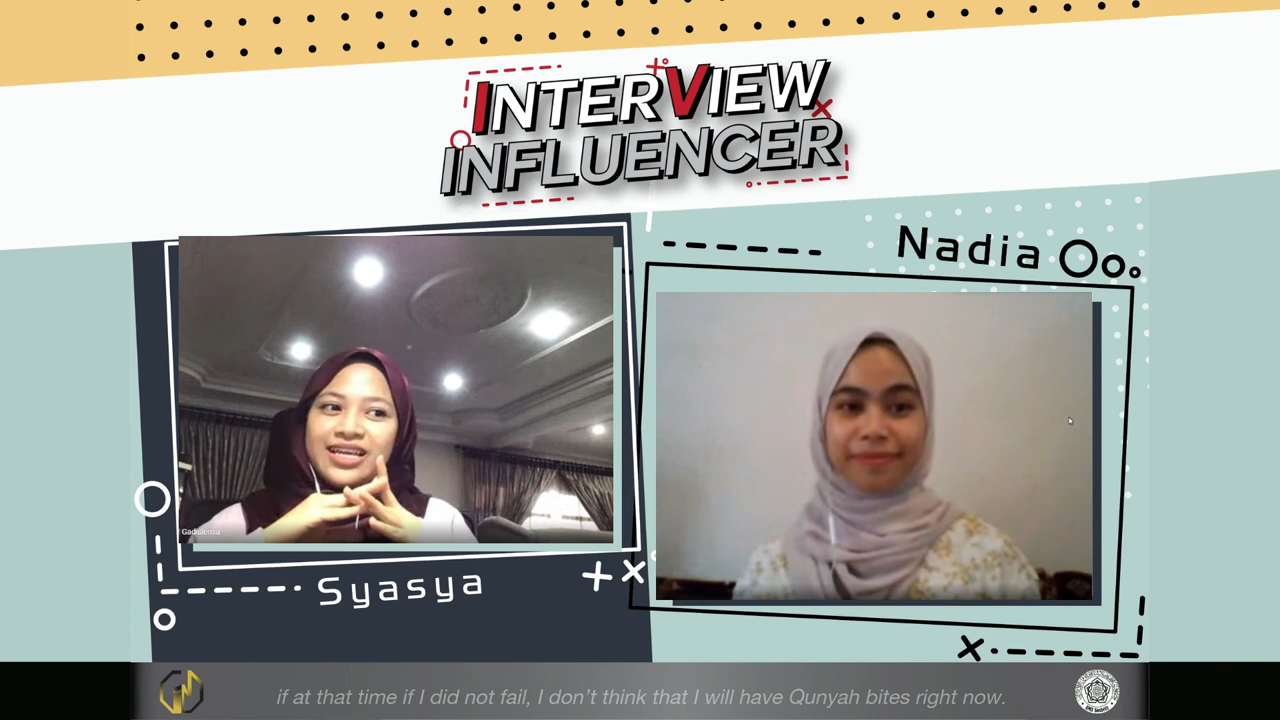 INTERVIEW
INFLUENCER
Nadia
Gadislensa
Syasya
if at that time if I did not fail, I don't think that I will have Qunyah bites right now.